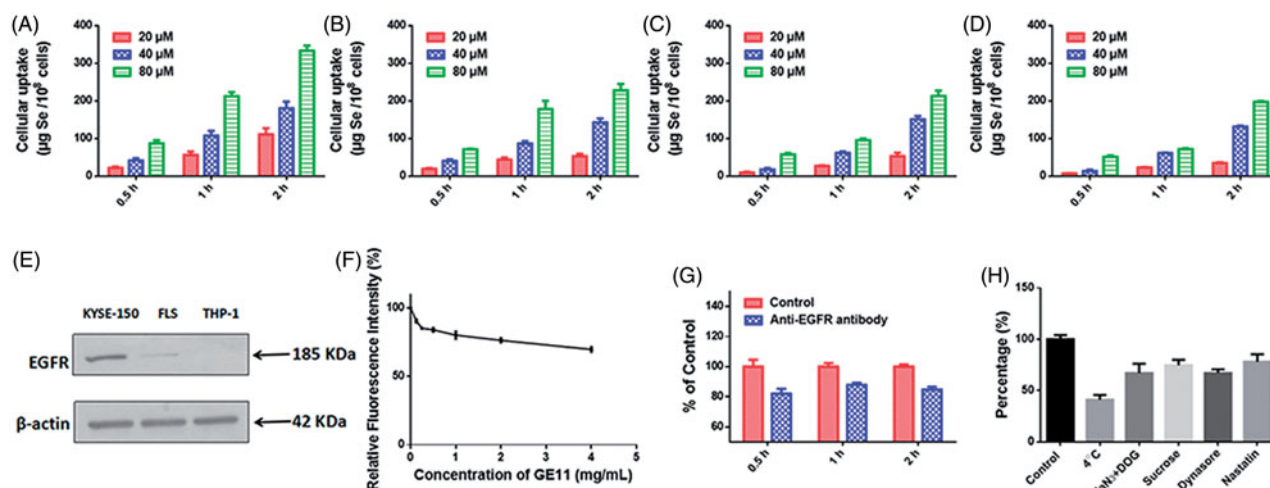 (A)
Cellular uptake
(µg Se /10⁸ cells)
400
300
200
100
0
20 µM
40 µM
80 µM
0.5 h
1 h
2 h
(B)
Cellular uptake
(µg Se /10⁸ cells)
400
300
200
100
0
20 µM
40 µM
80 µM
0.5 h
1 h
2 h
(C)
Cellular uptake
(µg Se /10⁸ cells)
400
300
200
100
0
20 µM
40 µM
80 µM
0.5 h
1 h
2 h
(D)
Cellular uptake
(µg Se /10⁸ cells)
400
300
200
100
0
20 µM
40 µM
80 µM
0.5 h
1 h
2 h
(E)
KYSE-150 FLS THP-1
EGFR
185 KDa
β-actin
42 KDa
(F)
Relative Fluorescence Intensity (%)
100
50
0
0 1 2 3 4 5
Concentration of GE11 (mg/mL)
(G)
% of Control
140
120
100
80
60
Control
Anti-EGFR antibody
0.5 h
1 h
2 h
(H)
Percentage (%)
150
100
50
0
Control
4°C
Sucrose
Dynasore
Nastatin